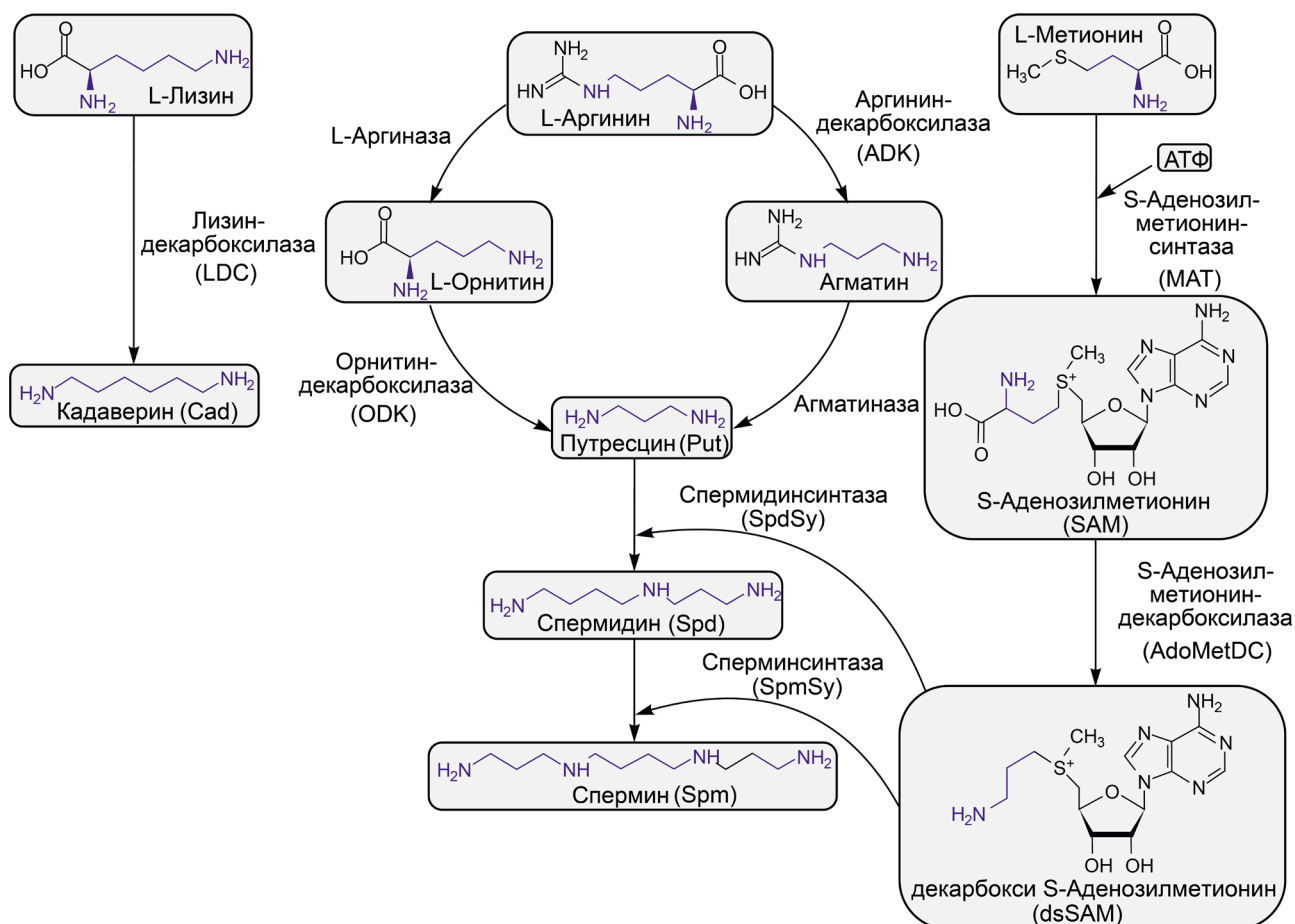 O
HO
NH₂
NH₂
L-Лизин
Лизин-
декарбоксилаза
(LDC)
H₂N
NH₂
Кадаверин (Cad)
NH₂
HN
NH
O
OH
NH₂
L-Аргинин
L-Аргиназа
Аргинин-
декарбоксилаза
(ADK)
O
HO
NH₂
NH₂
L-Орнитин
NH₂
HN
NH
NH₂
Агматин
Орнитин-
декарбоксилаза
(ODK)
Агматиназа
H₂N
NH₂
Путресцин (Put)
Спермидинсинтаза
(SpdSy)
H₂N
NH
NH₂
Спермидин (Spd)
Сперминсинтаза
(SpmSy)
H₂N
NH
NH
NH₂
Спермин (Spm)
L-Метионин
H₃C
S
O
OH
NH₂
АТФ
S-Аденозил-
метионин-
синтаза
(MAT)
NH₂
N
N
N
N
CH₃
S⁺
NH₂
HO
O
O
OH
OH
S-Аденозилметионин
(SAM)
S-Аденозил-
метионин-
декарбоксилаза
(AdoMetDC)
NH₂
N
N
N
N
CH₃
S⁺
H₂N
O
OH
OH
декарбокси S-Аденозилметионин
(dsSAM)